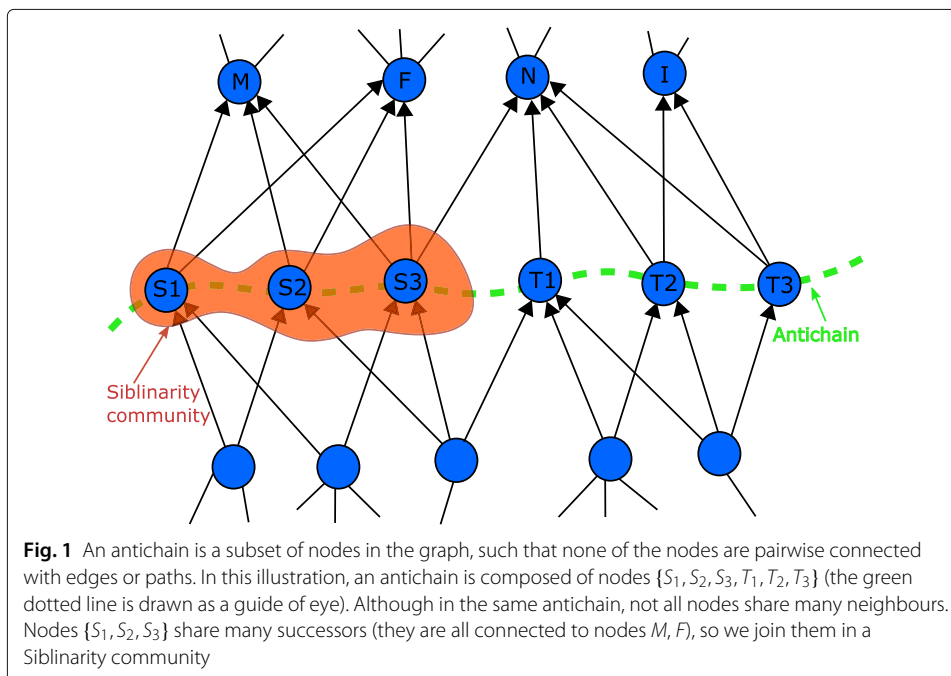 M
F
N
I
S1
S2
S3
T1
T2
T3
Antichain
Siblinarity
community
Fig. 1 An antichain is a subset of nodes in the graph, such that none of the nodes are pairwise connected
with edges or paths. In this illustration, an antichain is composed of nodes {S1, S2, S3, T1, T2, T3} (the green
dotted line is drawn as a guide of eye). Although in the same antichain, not all nodes share many neighbours.
Nodes {S1, S2, S3} share many successors (they are all connected to nodes M, F), so we join them in a
Siblinarity community